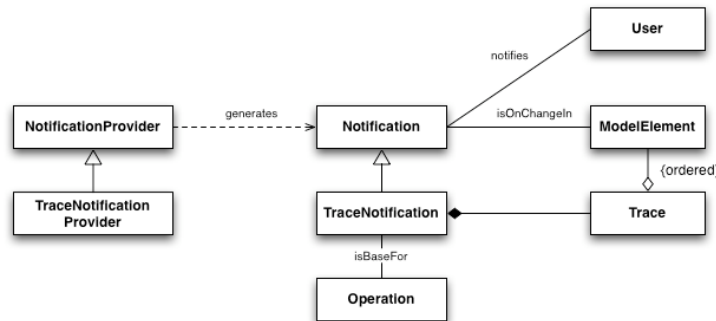 User
notifies
NotificationProvider
generates
Notification
isOnChangeIn
ModelElement
{ordered}
TraceNotification
Provider
TraceNotification
Trace
isBaseFor
Operation